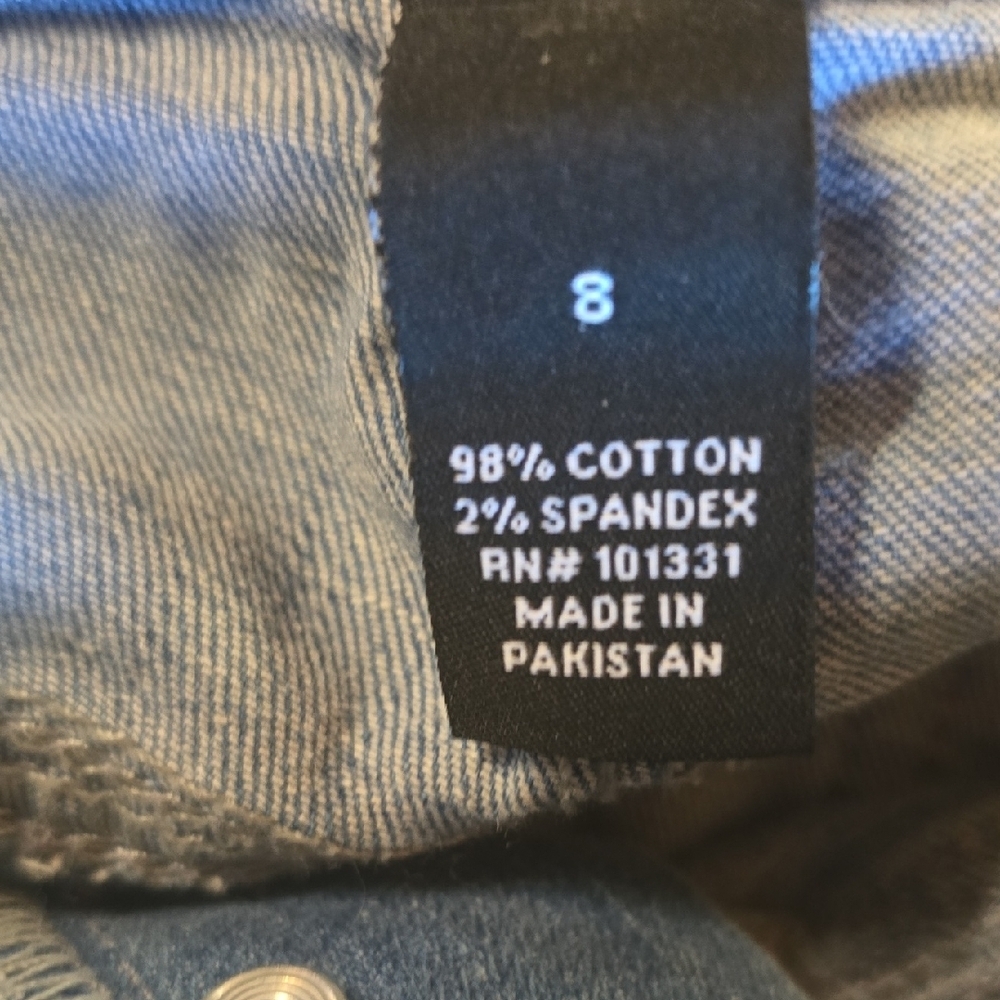 8
98% COTTON
2% SPANDEX
RN# 101331
MADE IN
PAKISTAN